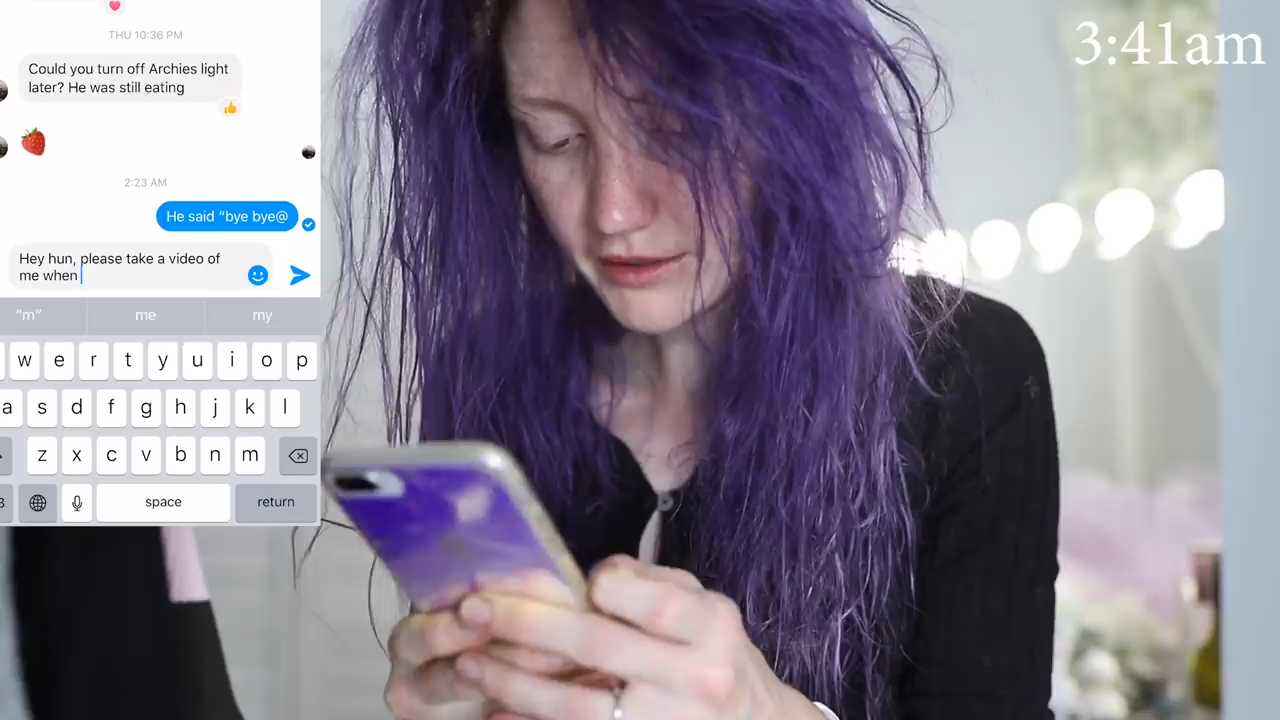 THU 10:36 PM
Could you turn off Archies light
later? He was still eating
2:23 AM
He said “bye bye@
Hey hun, please take a video of
me when
“m” me my
w e r t y u i o p
a s d f g h j k l
z x c v b n m
space return
3:41am